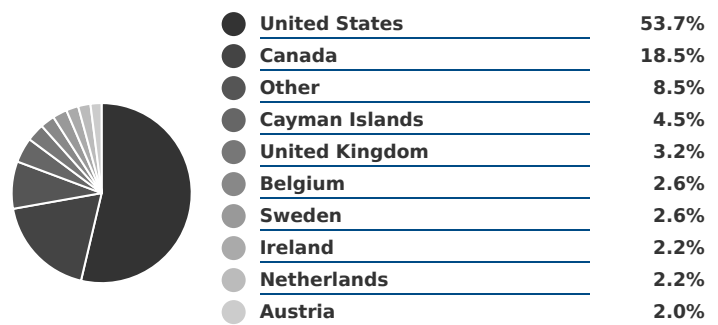 United States 53.7%
Canada 18.5%
Other 8.5%
Cayman Islands 4.5%
United Kingdom 3.2%
Belgium 2.6%
Sweden 2.6%
Ireland 2.2%
Netherlands 2.2%
Austria 2.0%